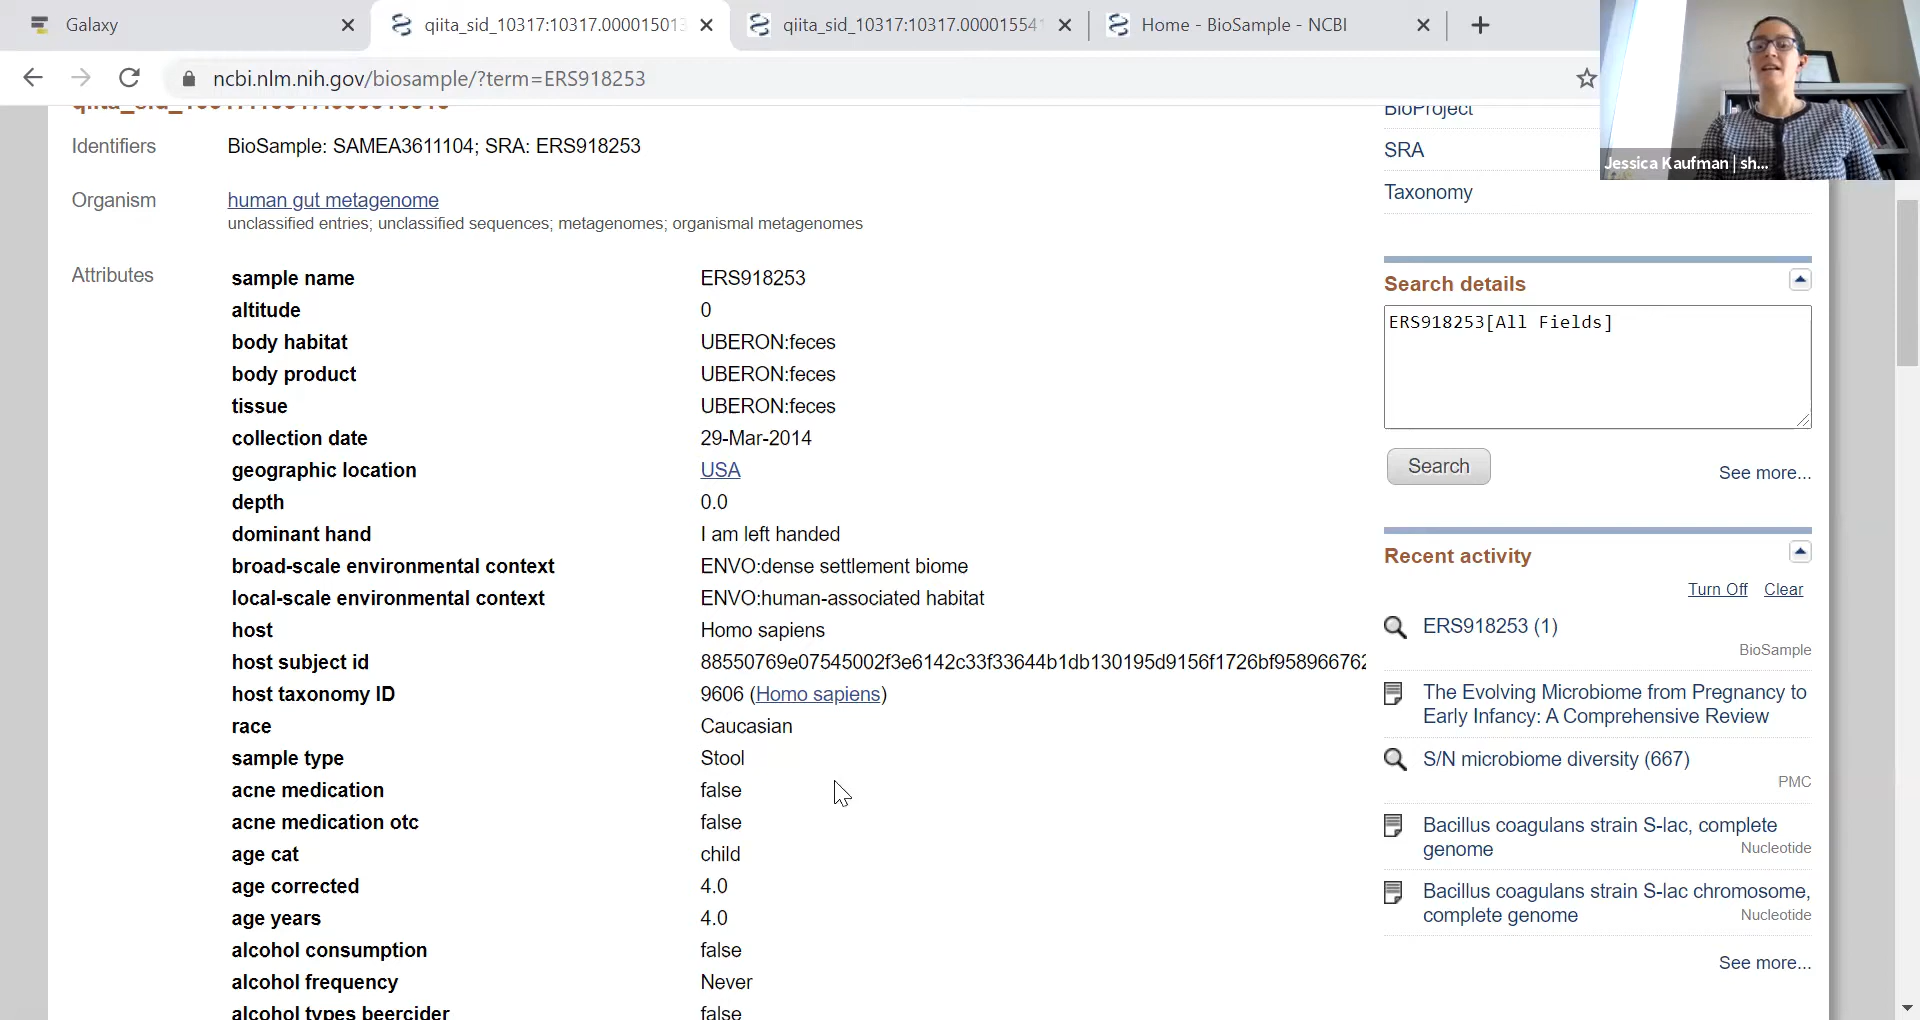 Galaxy
qiita_sid_10317:10317.000015013
qiita_sid_10317:10317.000015541
Home - BioSample - NCBI
ncbi.nlm.nih.gov/biosample/?term=ERS918253
Identifiers BioSample: SAMEA3611104; SRA: ERS918253
Organism human gut metagenome
unclassified entries; unclassified sequences; metagenomes; organismal metagenomes
Attributes
sample name ERS918253
altitude 0
body habitat UBERON:feces
body product UBERON:feces
tissue UBERON:feces
collection date 29-Mar-2014
geographic location USA
depth 0.0
dominant hand I am left handed
broad-scale environmental context ENVO:dense settlement biome
local-scale environmental context ENVO:human-associated habitat
host Homo sapiens
host subject id 88550769e07545002f3e6142c33f33644b1db130195d9156f1726bf958966762
host taxonomy ID 9606 (Homo sapiens)
race Caucasian
sample type Stool
acne medication false
acne medication otc false
age cat child
age corrected 4.0
age years 4.0
alcohol consumption false
alcohol frequency Never
alcohol types beercider false
BioProject
SRA
Taxonomy
Jessica Kaufman | sh...
Search details
ERS918253[All Fields]
Search
See more...
Recent activity
Turn Off Clear
ERS918253 (1)
BioSample
The Evolving Microbiome from Pregnancy to
Early Infancy: A Comprehensive Review
S/N microbiome diversity (667)
PMC
Bacillus coagulans strain S-lac, complete
genome
Nucleotide
Bacillus coagulans strain S-lac chromosome,
complete genome
Nucleotide
See more...